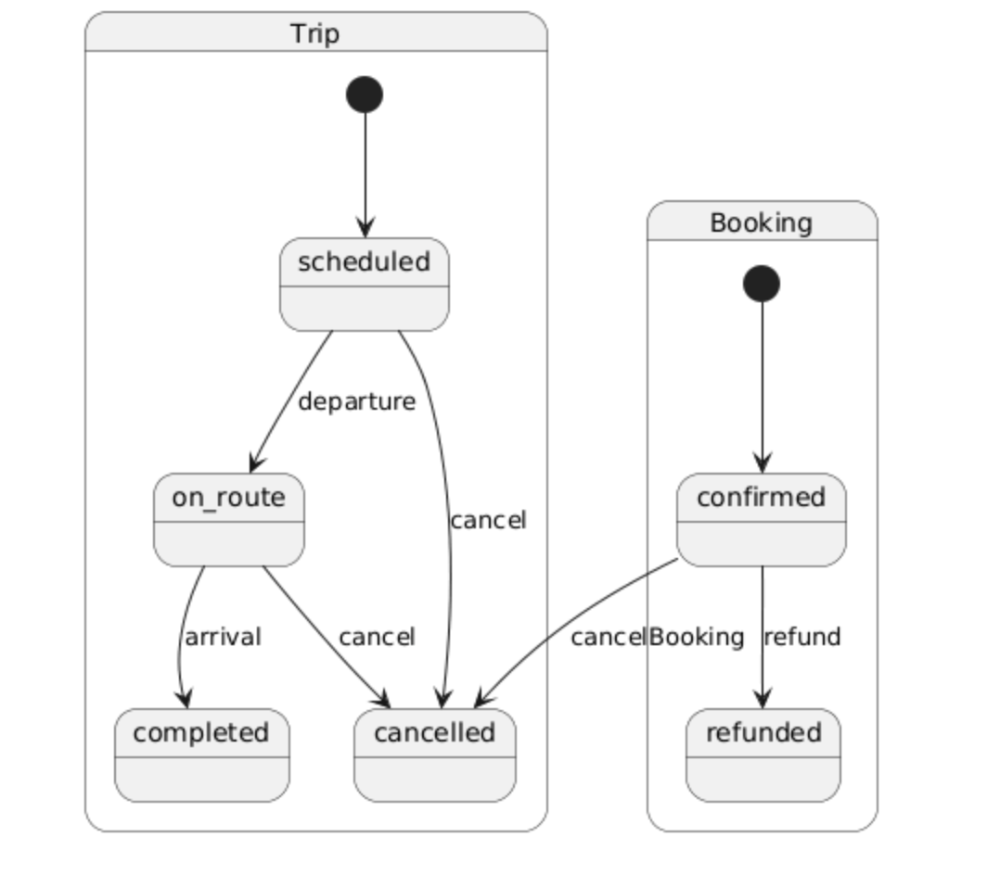 Trip
scheduled
departure
cancel
on_route
arrival
cancel
completed
cancelled
Booking
confirmed
cancelBooking
refund
refunded